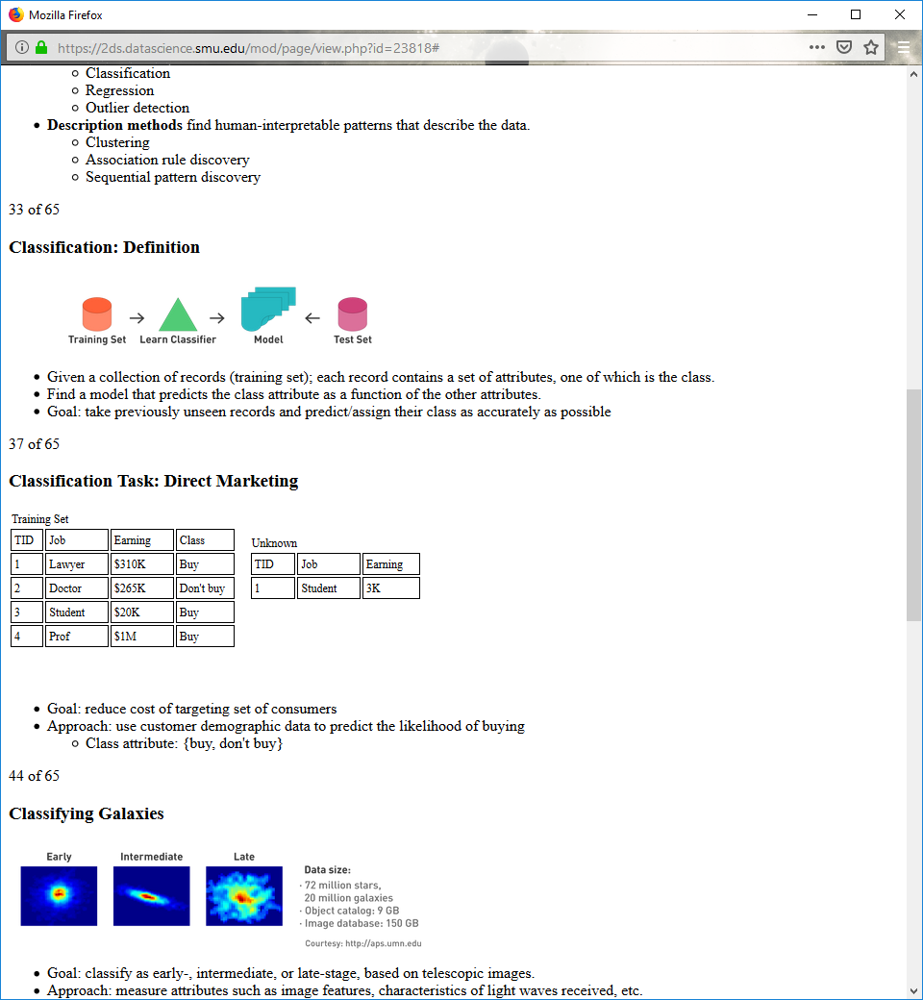 Mozilla Firefox
https://2ds.datascience.smu.edu/mod/page/view.php?id=23818#
Classification
Regression
Outlier detection
Description methods find human-interpretable patterns that describe the data.
Clustering
Association rule discovery
Sequential pattern discovery
33 of 65
Classification: Definition
Training Set Learn Classifier Model Test Set
Given a collection of records (training set); each record contains a set of attributes, one of which is the class.
Find a model that predicts the class attribute as a function of the other attributes.
Goal: take previously unseen records and predict/assign their class as accurately as possible
37 of 65
Classification Task: Direct Marketing
Training Set
TID Job Earning Class
1 Lawyer $310K Buy
2 Doctor $265K Don't buy
3 Student $20K Buy
4 Prof $1M Buy
Unknown
TID Job Earning
1 Student 3K
Goal: reduce cost of targeting set of consumers
Approach: use customer demographic data to predict the likelihood of buying
Class attribute: {buy, don't buy}
44 of 65
Classifying Galaxies
Early Intermediate Late
Data size:
· 72 million stars,
20 million galaxies
· Object catalog: 9 GB
· Image database: 150 GB
Courtesy: http://aps.umn.edu
Goal: classify as early-, intermediate, or late-stage, based on telescopic images.
Approach: measure attributes such as image features, characteristics of light waves received, etc.